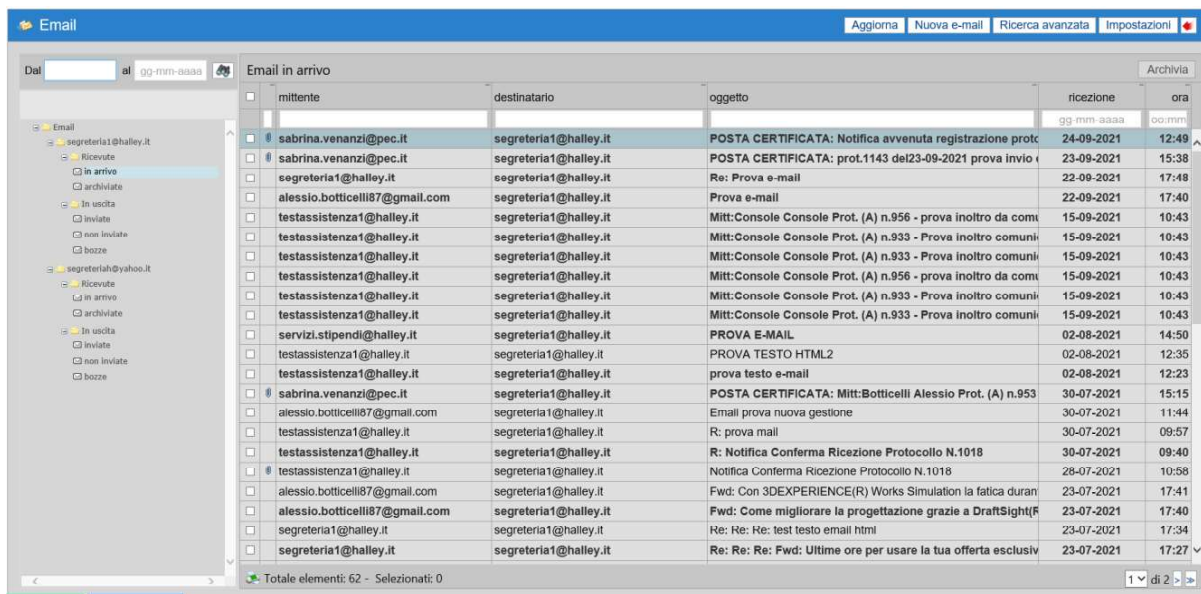 Email
Aggiorna Nuova e-mail Ricerca avanzata Impostazioni
Dal al gg-mm-aaaa
Email
segreteria1@halley.it
Ricevute
in arrivo
archiviate
In uscita
inviate
non inviate
bozze
segreteriah@yahoo.it
Ricevute
in arrivo
archiviate
In uscita
inviate
non inviate
bozze
Email in arrivo Archivia
mittente destinatario oggetto ricezione ora
gg-mm-aaaa oo:mm
sabrina.venanzi@pec.it segreteria1@halley.it POSTA CERTIFICATA: Notifica avvenuta registrazione proto 24-09-2021 12:49
sabrina.venanzi@pec.it segreteria1@halley.it POSTA CERTIFICATA: prot.1143 del23-09-2021 prova invio 23-09-2021 15:38
segreteria1@halley.it segreteria1@halley.it Re: Prova e-mail 22-09-2021 17:48
alessio.botticelli87@gmail.com segreteria1@halley.it Prova e-mail 22-09-2021 17:40
testassistenza1@halley.it segreteria1@halley.it Mitt:Console Console Prot. (A) n.956 - prova inoltro da comu 15-09-2021 10:43
testassistenza1@halley.it segreteria1@halley.it Mitt:Console Console Prot. (A) n.933 - Prova inoltro comuni 15-09-2021 10:43
testassistenza1@halley.it segreteria1@halley.it Mitt:Console Console Prot. (A) n.933 - Prova inoltro comuni 15-09-2021 10:43
testassistenza1@halley.it segreteria1@halley.it Mitt:Console Console Prot. (A) n.956 - prova inoltro da comu 15-09-2021 10:43
testassistenza1@halley.it segreteria1@halley.it Mitt:Console Console Prot. (A) n.933 - Prova inoltro comuni 15-09-2021 10:43
testassistenza1@halley.it segreteria1@halley.it Mitt:Console Console Prot. (A) n.933 - Prova inoltro comuni 15-09-2021 10:43
servizi.stipendi@halley.it segreteria1@halley.it PROVA E-MAIL 02-08-2021 14:50
testassistenza1@halley.it segreteria1@halley.it PROVA TESTO HTML2 02-08-2021 12:35
testassistenza1@halley.it segreteria1@halley.it prova testo e-mail 02-08-2021 12:23
sabrina.venanzi@pec.it segreteria1@halley.it POSTA CERTIFICATA: Mitt:Botticelli Alessio Prot. (A) n.953 30-07-2021 15:15
alessio.botticelli87@gmail.com segreteria1@halley.it Email prova nuova gestione 30-07-2021 11:44
testassistenza1@halley.it segreteria1@halley.it R: prova mail 30-07-2021 09:57
testassistenza1@halley.it segreteria1@halley.it R: Notifica Conferma Ricezione Protocollo N.1018 30-07-2021 09:40
testassistenza1@halley.it segreteria1@halley.it Notifica Conferma Ricezione Protocollo N.1018 28-07-2021 10:58
alessio.botticelli87@gmail.com segreteria1@halley.it Fwd: Con 3DEXPERIENCE(R) Works Simulation la fatica duran 23-07-2021 17:41
alessio.botticelli87@gmail.com segreteria1@halley.it Fwd: Come migliorare la progettazione grazie a DraftSight(R 23-07-2021 17:40
segreteria1@halley.it segreteria1@halley.it Re: Re: Re: test testo email html 23-07-2021 17:34
segreteria1@halley.it segreteria1@halley.it Re: Re: Re: Fwd: Ultime ore per usare la tua offerta esclusiv 23-07-2021 17:27
Totale elementi: 62 - Selezionati: 0 1 di 2 > >>